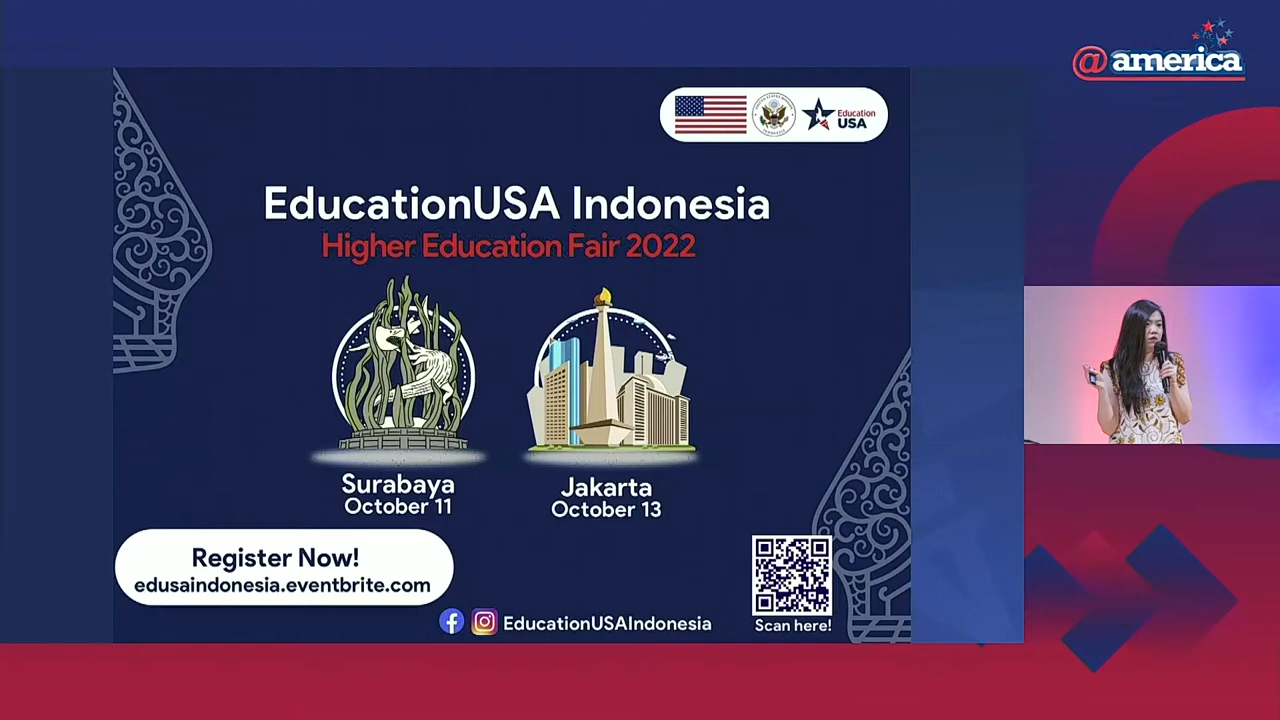 @america
Education
USA
EducationUSA Indonesia
Higher Education Fair 2022
Surabaya
October 11
Jakarta
October 13
Register Now!
edusaindonesia.eventbrite.com
EducationUSAIndonesia
Scan here!